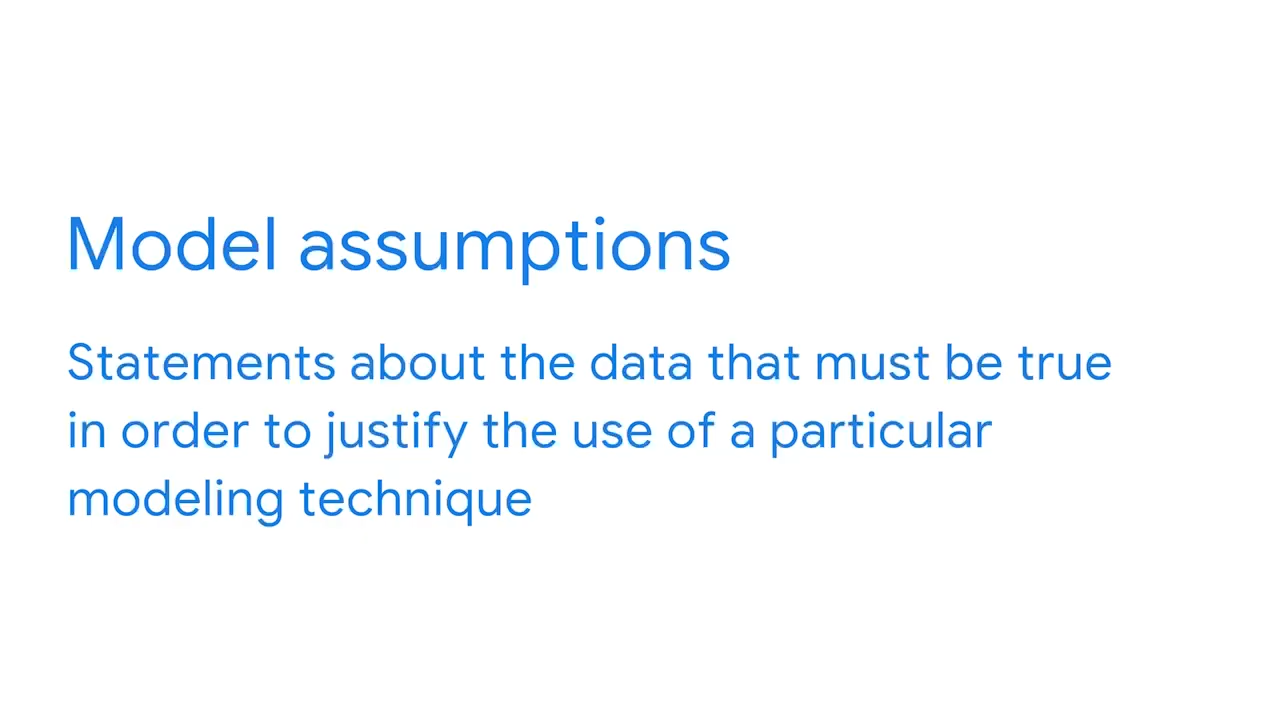 Model assumptions
Statements about the data that must be true
in order to justify the use of a particular
modeling technique